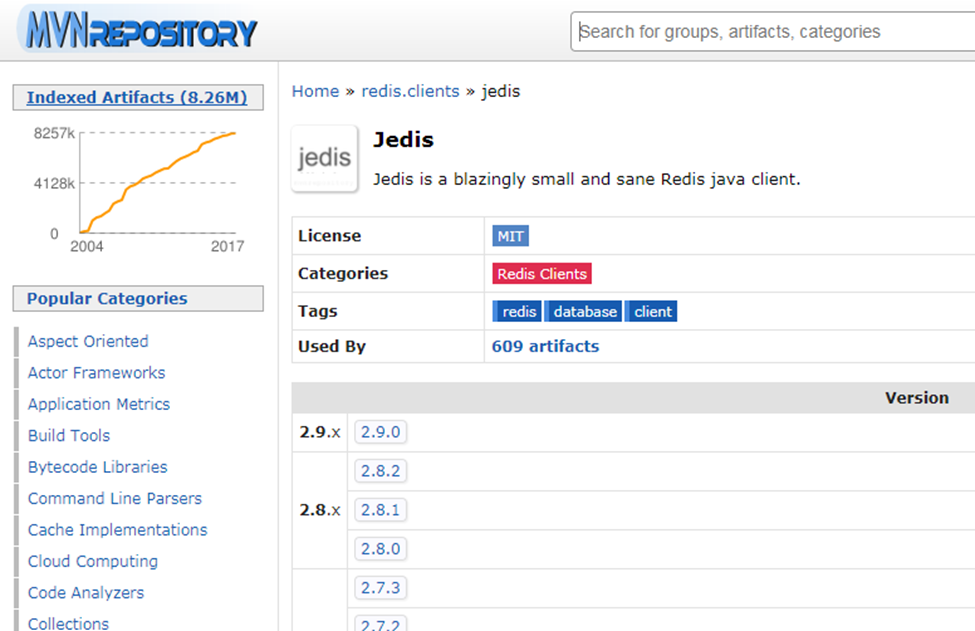 MVNREPOSITORY
Search for groups, artifacts, categories
Indexed Artifacts (8.26M)
8257k
4128k
0
2004 2017
Popular Categories
Aspect Oriented
Actor Frameworks
Application Metrics
Build Tools
Bytecode Libraries
Command Line Parsers
Cache Implementations
Cloud Computing
Code Analyzers
Collections
Home » redis.clients » jedis
jedis
Jedis
Jedis is a blazingly small and sane Redis java client.
License MIT
Categories Redis Clients
Tags redis database client
Used By 609 artifacts
Version
2.9.x 2.9.0
2.8.2
2.8.x 2.8.1
2.8.0
2.7.3
2.7.2